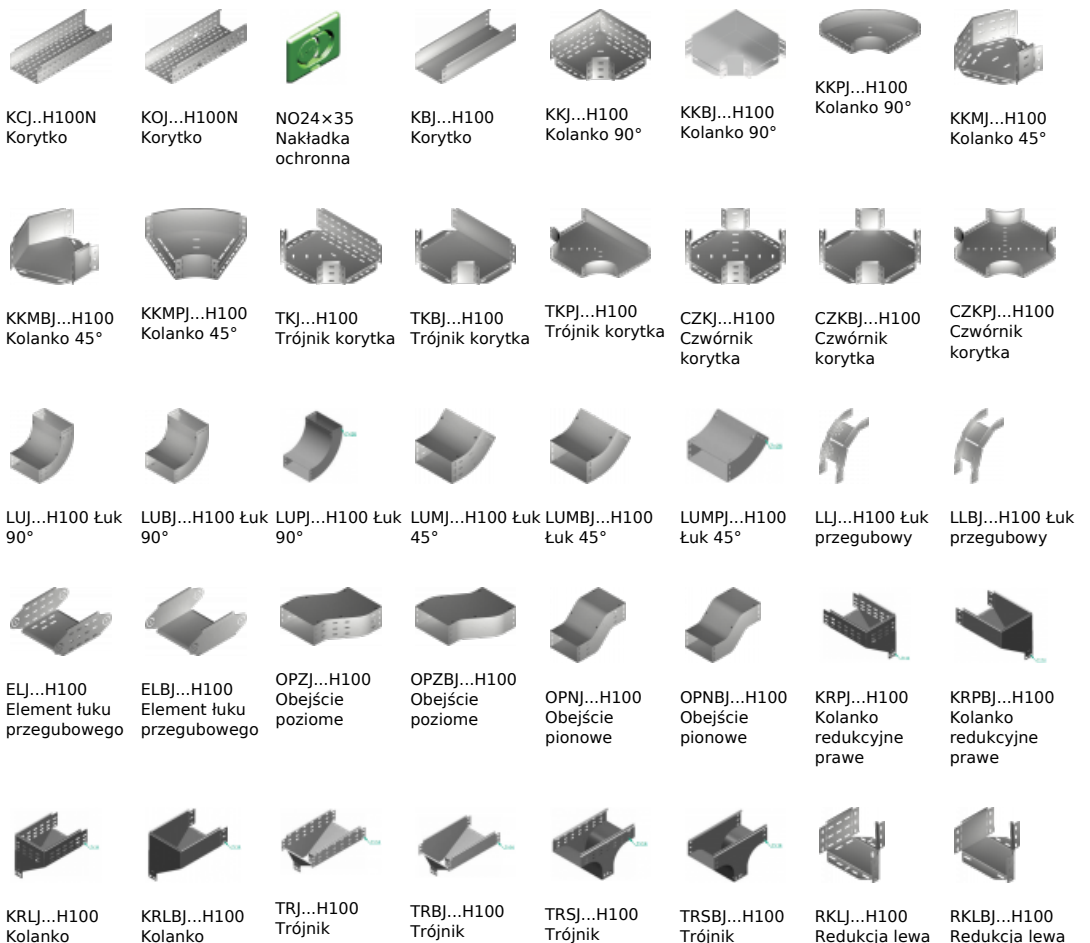 KCJ..H100N
Korytko
KOJ...H100N
Korytko
NO24×35
Nakładka
ochronna
KBJ...H100
Korytko
KKJ...H100
Kolanko 90°
KKBJ...H100
Kolanko 90°
KKPJ...H100
Kolanko 90°
KKMJ...H100
Kolanko 45°
KKMBJ...H100
Kolanko 45°
KKMPJ...H100
Kolanko 45°
TKJ...H100
Trójnik korytka
TKBJ...H100
Trójnik korytka
TKPJ...H100
Trójnik korytka
CZKJ...H100
Czwórnik
korytka
CZKBJ...H100
Czwórnik
korytka
CZKPJ...H100
Czwórnik
korytka
LUJ...H100 Łuk
90°
LUBJ...H100 Łuk
90°
LUPJ...H100 Łuk
90°
LUMJ...H100 Łuk
45°
LUMBJ...H100
Łuk 45°
LUMPJ...H100
Łuk 45°
LLJ...H100 Łuk
przegubowy
LLBJ...H100 Łuk
przegubowy
ELJ...H100
Element łuku
przegubowego
ELBJ...H100
Element łuku
przegubowego
OPZJ...H100
Obejście
poziome
OPZBJ...H100
Obejście
poziome
OPNJ...H100
Obejście
pionowe
OPNBJ...H100
Obejście
pionowe
KRPJ...H100
Kolanko
redukcyjne
prawe
KRPBJ...H100
Kolanko
redukcyjne
prawe
KRLJ...H100
Kolanko
KRLBJ...H100
Kolanko
TRJ...H100
Trójnik
TRBJ...H100
Trójnik
TRSJ...H100
Trójnik
TRSBJ...H100
Trójnik
RKLJ...H100
Redukcja lewa
RKLBJ...H100
Redukcja lewa